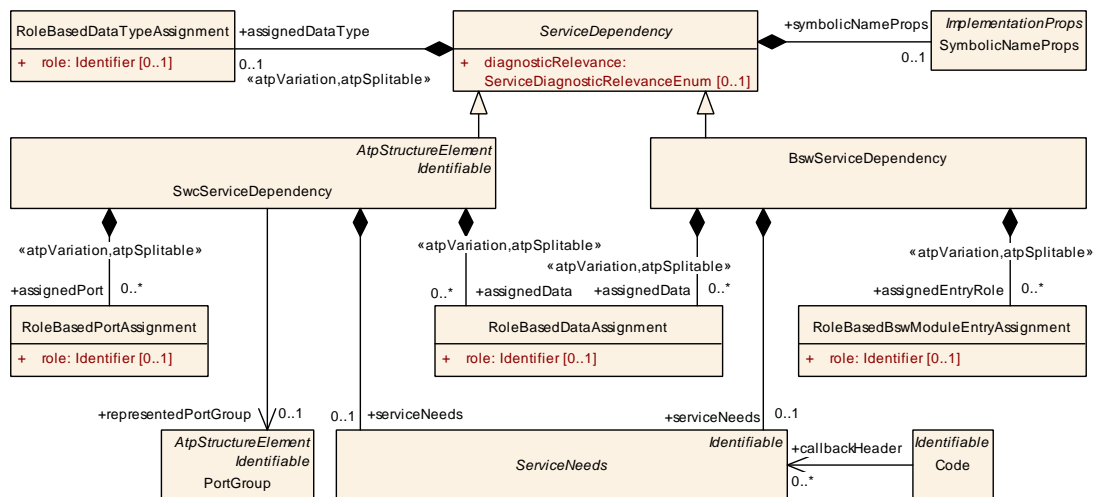 RoleBasedDataTypeAssignment
+ role: Identifier [0..1]
+assignedDataType
0..1
«atpVariation,atpSplitable»
ServiceDependency
+ diagnosticRelevance:
ServiceDiagnosticRelevanceEnum [0..1]
+symbolicNameProps
0..1
ImplementationProps
SymbolicNameProps
AtpStructureElement
Identifiable
SwcServiceDependency
BswServiceDependency
«atpVariation,atpSplitable»
+assignedPort
0..*
«atpVariation,atpSplitable»
0..*
+assignedData
«atpVariation,atpSplitable»
+assignedData
0..*
«atpVariation,atpSplitable»
+assignedEntryRole
0..*
RoleBasedPortAssignment
+ role: Identifier [0..1]
RoleBasedDataAssignment
+ role: Identifier [0..1]
RoleBasedBswModuleEntryAssignment
+ role: Identifier [0..1]
+representedPortGroup
0..1
0..1
+serviceNeeds
+serviceNeeds
0..1
AtpStructureElement
Identifiable
PortGroup
Identifiable
ServiceNeeds
+callbackHeader
0..*
Identifiable
Code